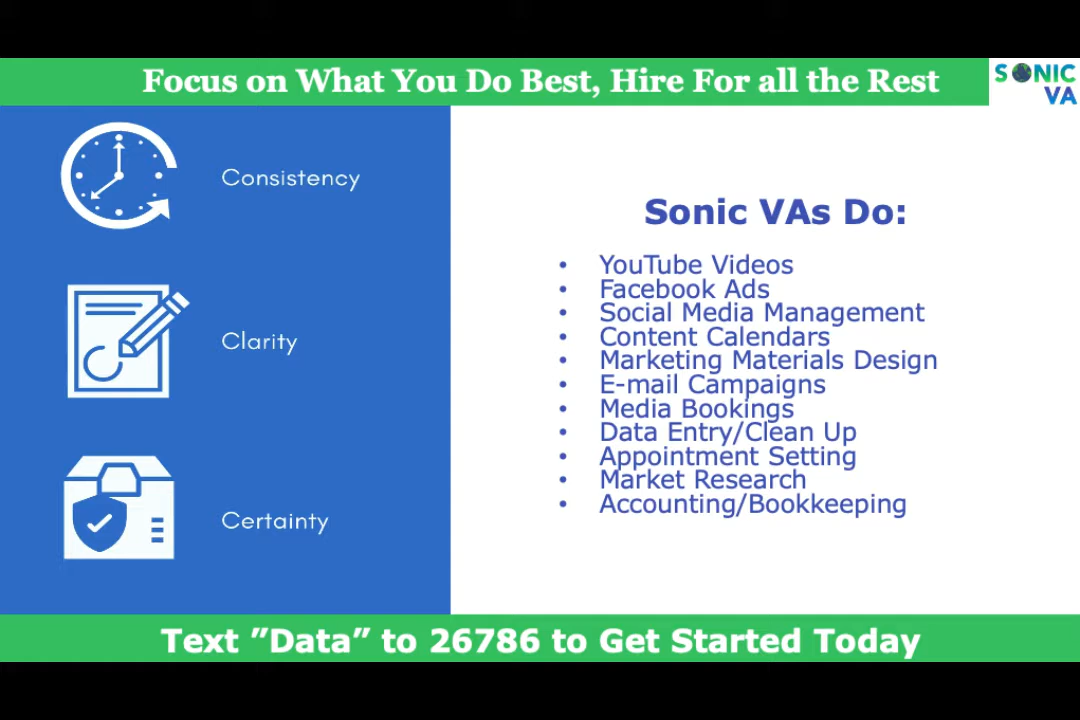 Focus on What You Do Best, Hire For all the Rest
SONIC
VA
Consistency
Clarity
Certainty
Sonic VAs Do:
• YouTube Videos
• Facebook Ads
• Social Media Management
• Content Calendars
• Marketing Materials Design
• E-mail Campaigns
• Media Bookings
• Data Entry/Clean Up
• Appointment Setting
• Market Research
• Accounting/Bookkeeping
Text ”Data” to 26786 to Get Started Today